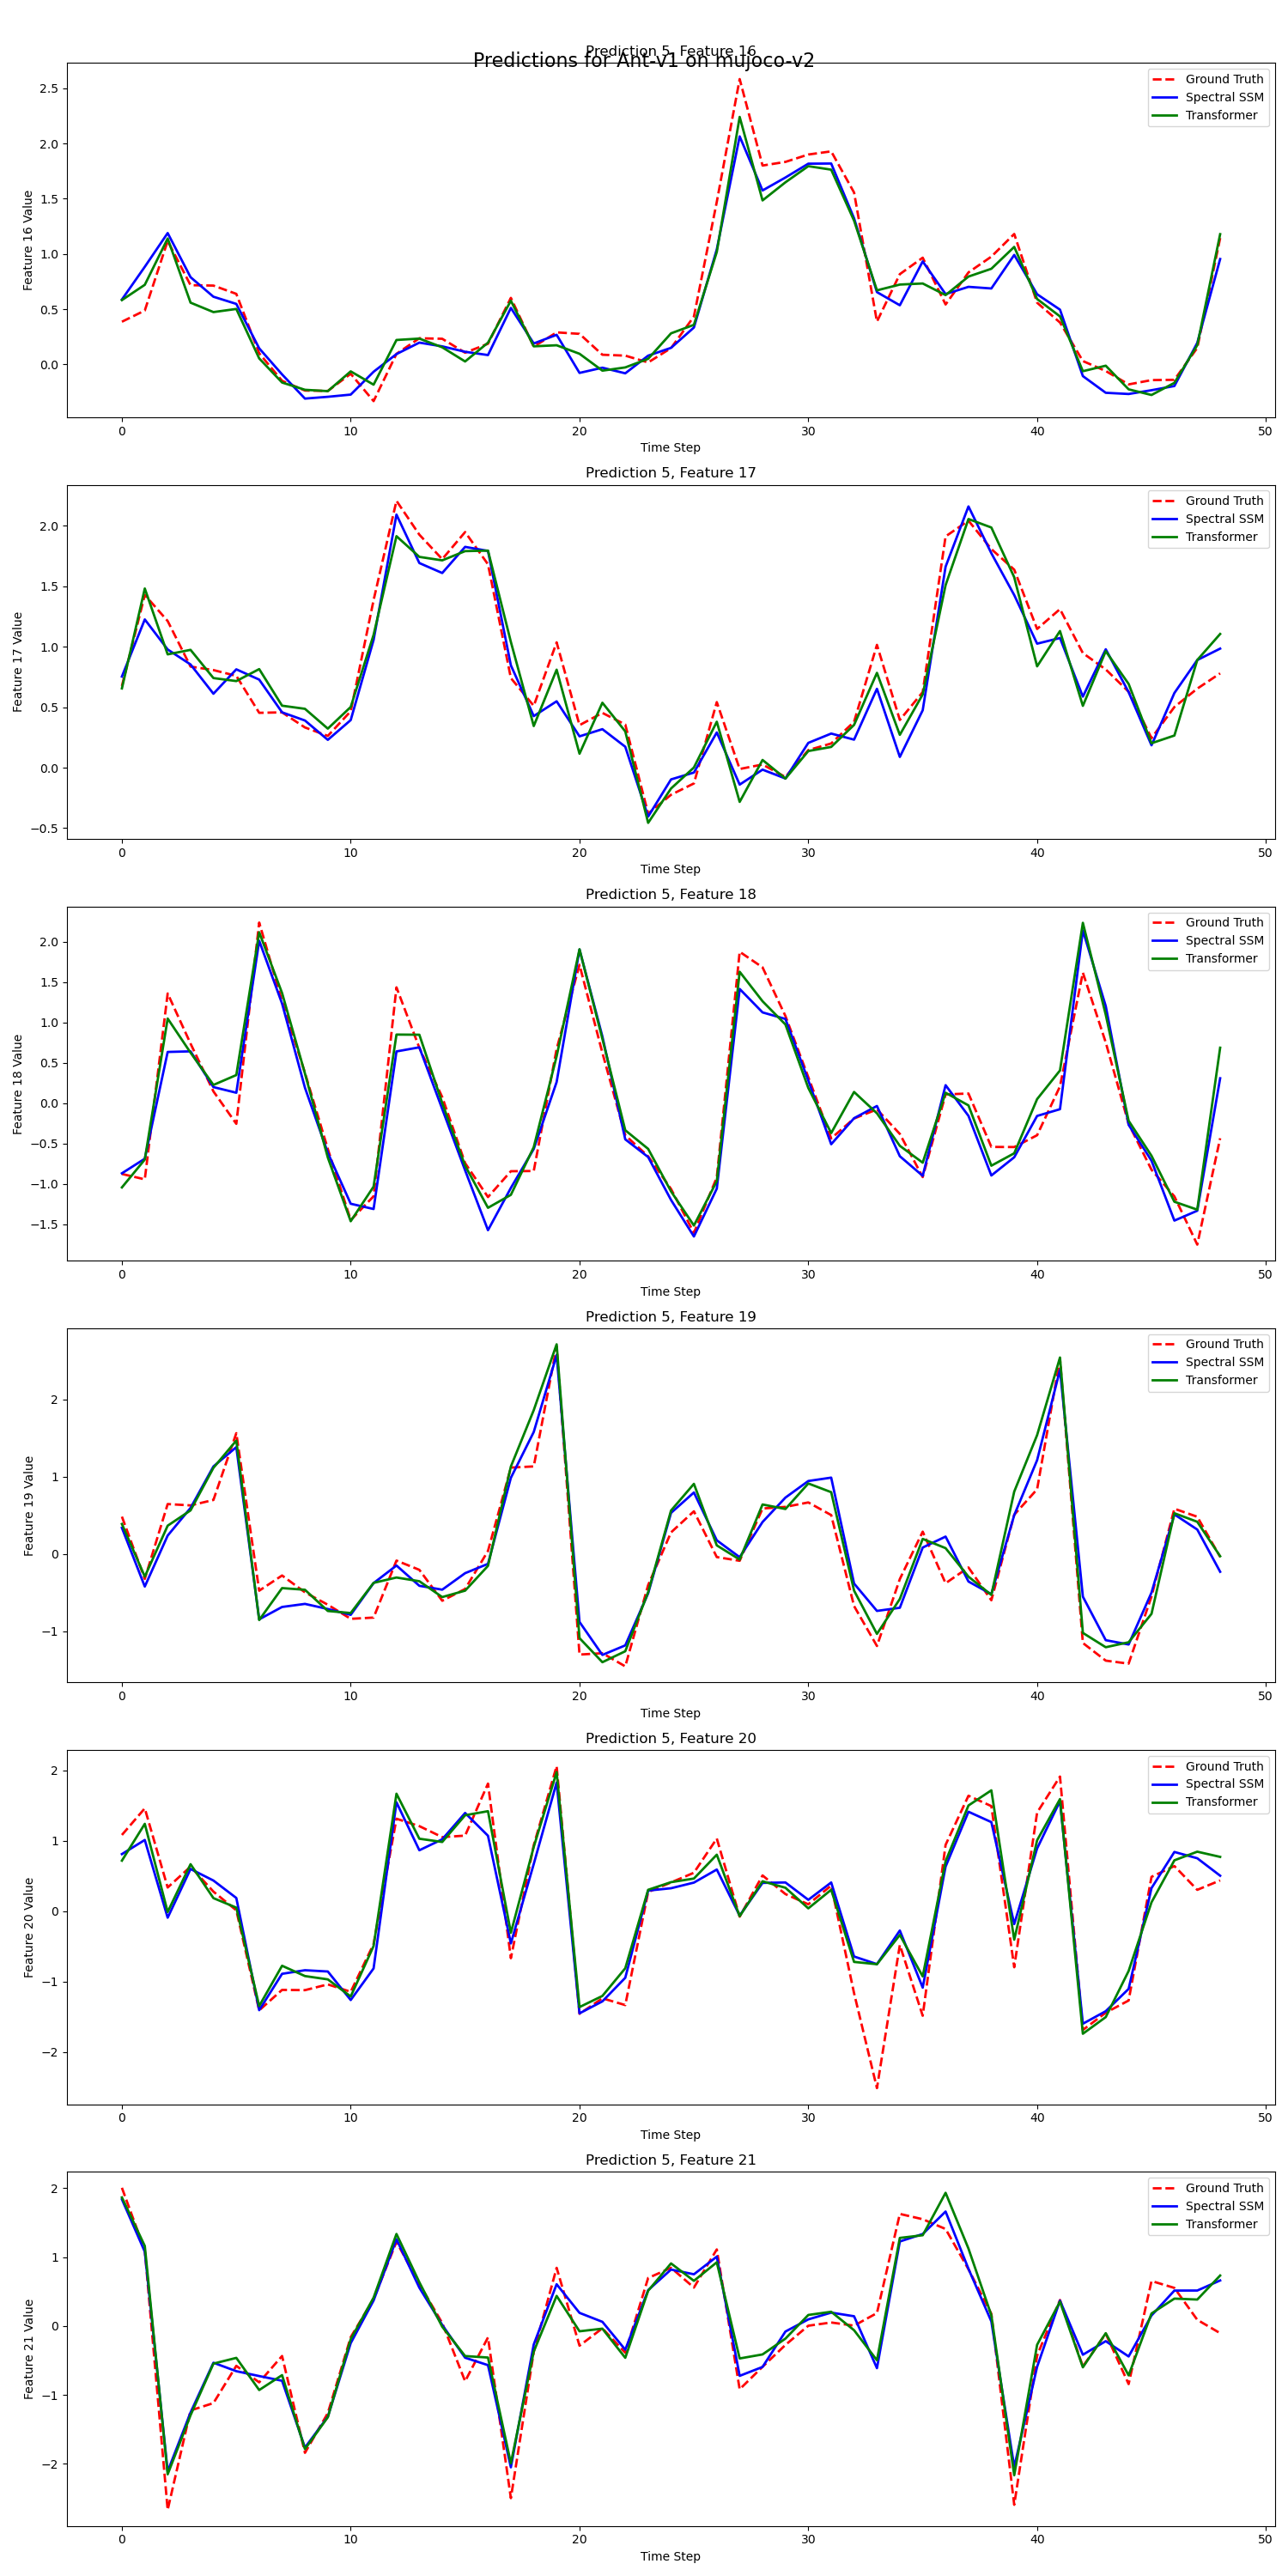 Prediction 5, Feature 16
Predictions for Ant-v1 on mujoco-v2
Ground Truth
Spectral SSM
Transformer
Feature 16 Value
2.5
2.0
1.5
1.0
0.5
0.0
0 10 20 30 40 50
Time Step
Prediction 5, Feature 17
Ground Truth
Spectral SSM
Transformer
Feature 17 Value
2.0
1.5
1.0
0.5
0.0
−0.5
0 10 20 30 40 50
Time Step
Prediction 5, Feature 18
Ground Truth
Spectral SSM
Transformer
Feature 18 Value
2.0
1.5
1.0
0.5
0.0
−0.5
−1.0
−1.5
0 10 20 30 40 50
Time Step
Prediction 5, Feature 19
Ground Truth
Spectral SSM
Transformer
Feature 19 Value
2
1
0
−1
0 10 20 30 40 50
Time Step
Prediction 5, Feature 20
Ground Truth
Spectral SSM
Transformer
Feature 20 Value
2
1
0
−1
−2
0 10 20 30 40 50
Time Step
Prediction 5, Feature 21
Ground Truth
Spectral SSM
Transformer
Feature 21 Value
2
1
0
−1
−2
0 10 20 30 40 50
Time Step